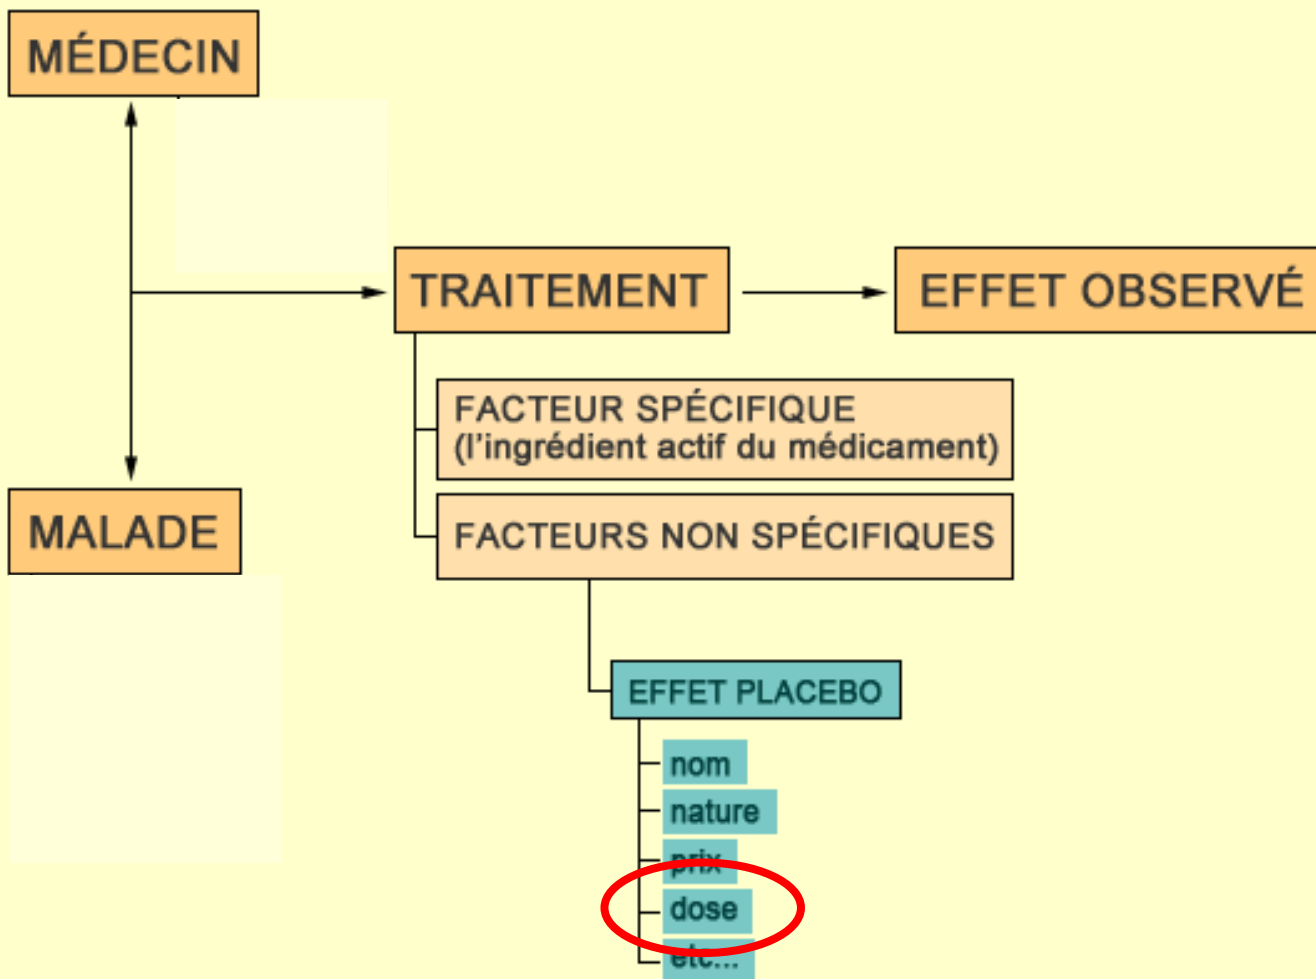 MÉDECIN
TRAITEMENT
EFFET OBSERVÉ
FACTEUR SPÉCIFIQUE
(l'ingrédient actif du médicament)
MALADE
FACTEURS NON SPÉCIFIQUES
EFFET PLACEBO
nom
nature
prix
dose
etc...